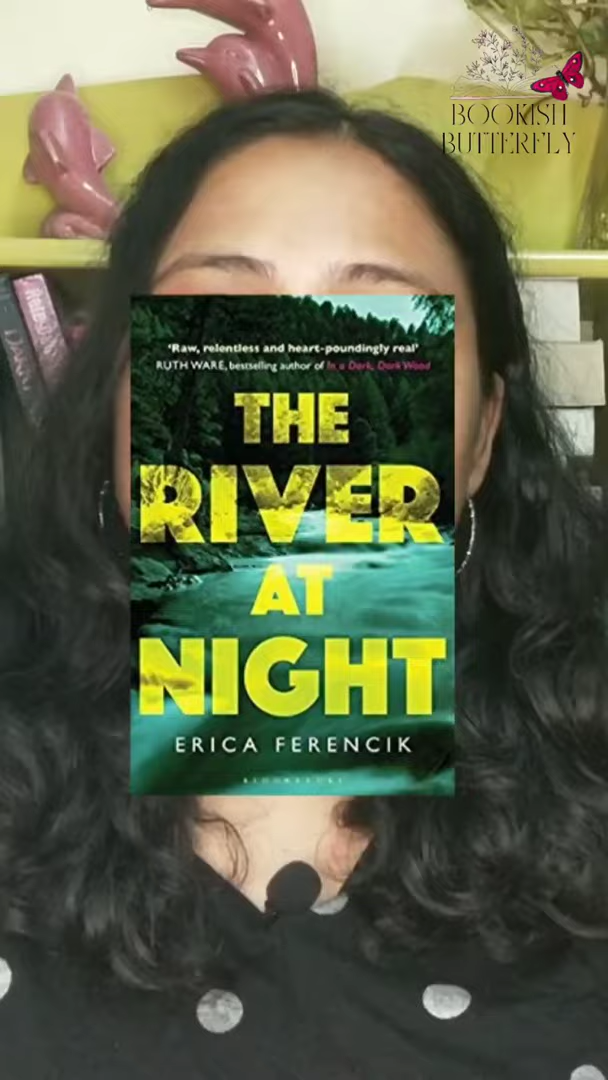 BOOKISH
BUTTERFLY
‘Raw, relentless and heart-poundingly real’
RUTH WARE, bestselling author of In a Dark, Dark Wood
THE
RIVER
AT
NIGHT
ERICA FERENCIK
BLOOMSBURY